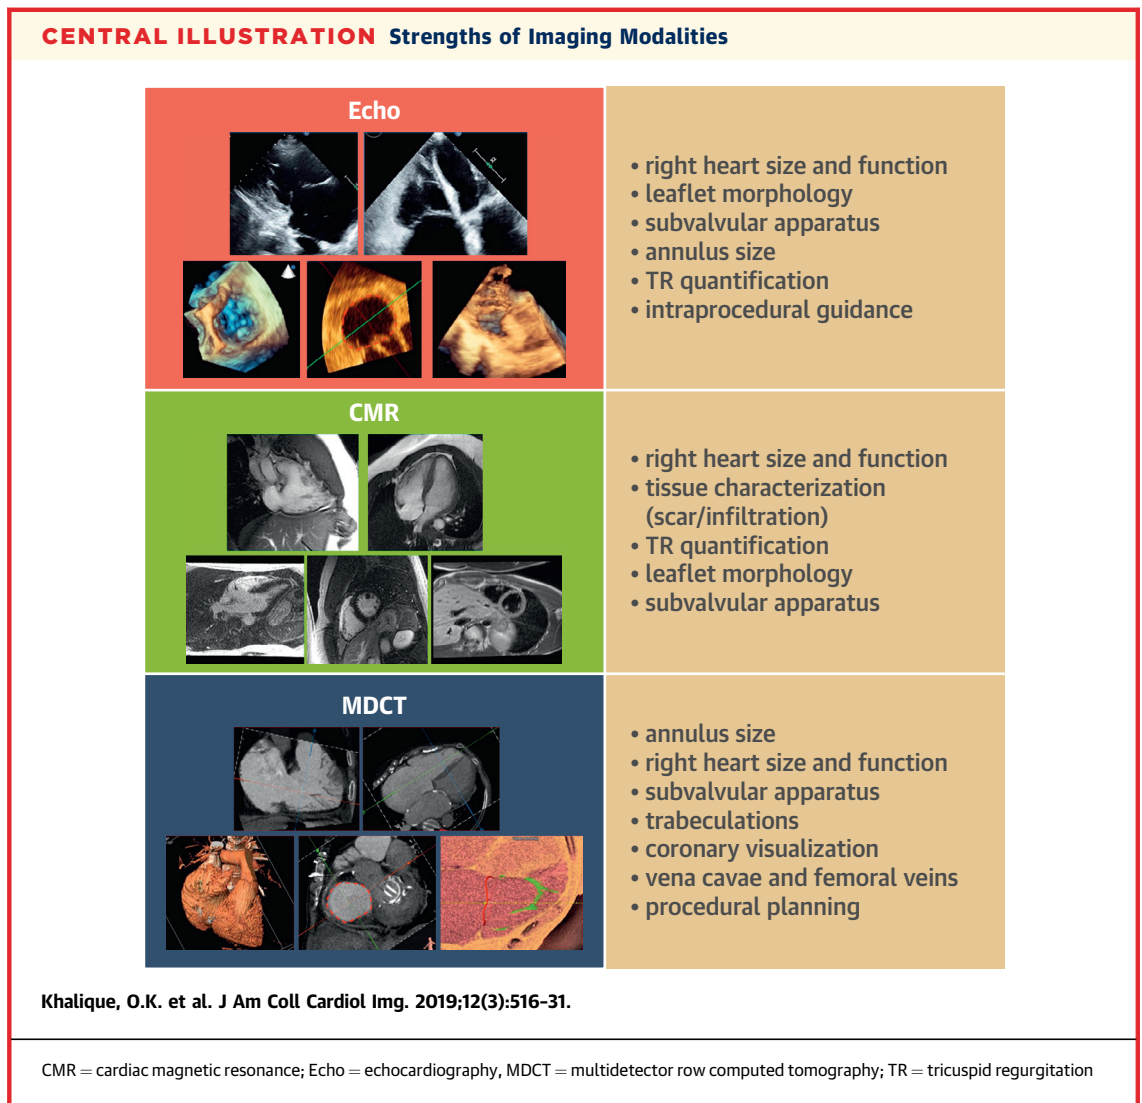 CENTRAL ILLUSTRATION Strengths of Imaging Modalities
Echo
• right heart size and function
• leaflet morphology
• subvalvular apparatus
• annulus size
• TR quantification
• intraprocedural guidance
CMR
• right heart size and function
• tissue characterization
(scar/infiltration)
• TR quantification
• leaflet morphology
• subvalvular apparatus
MDCT
• annulus size
• right heart size and function
• subvalvular apparatus
• trabeculations
• coronary visualization
• vena cavae and femoral veins
• procedural planning
Khalique, O.K. et al. J Am Coll Cardiol Img. 2019;12(3):516–31.
CMR = cardiac magnetic resonance; Echo = echocardiography, MDCT = multidetector row computed tomography; TR = tricuspid regurgitation